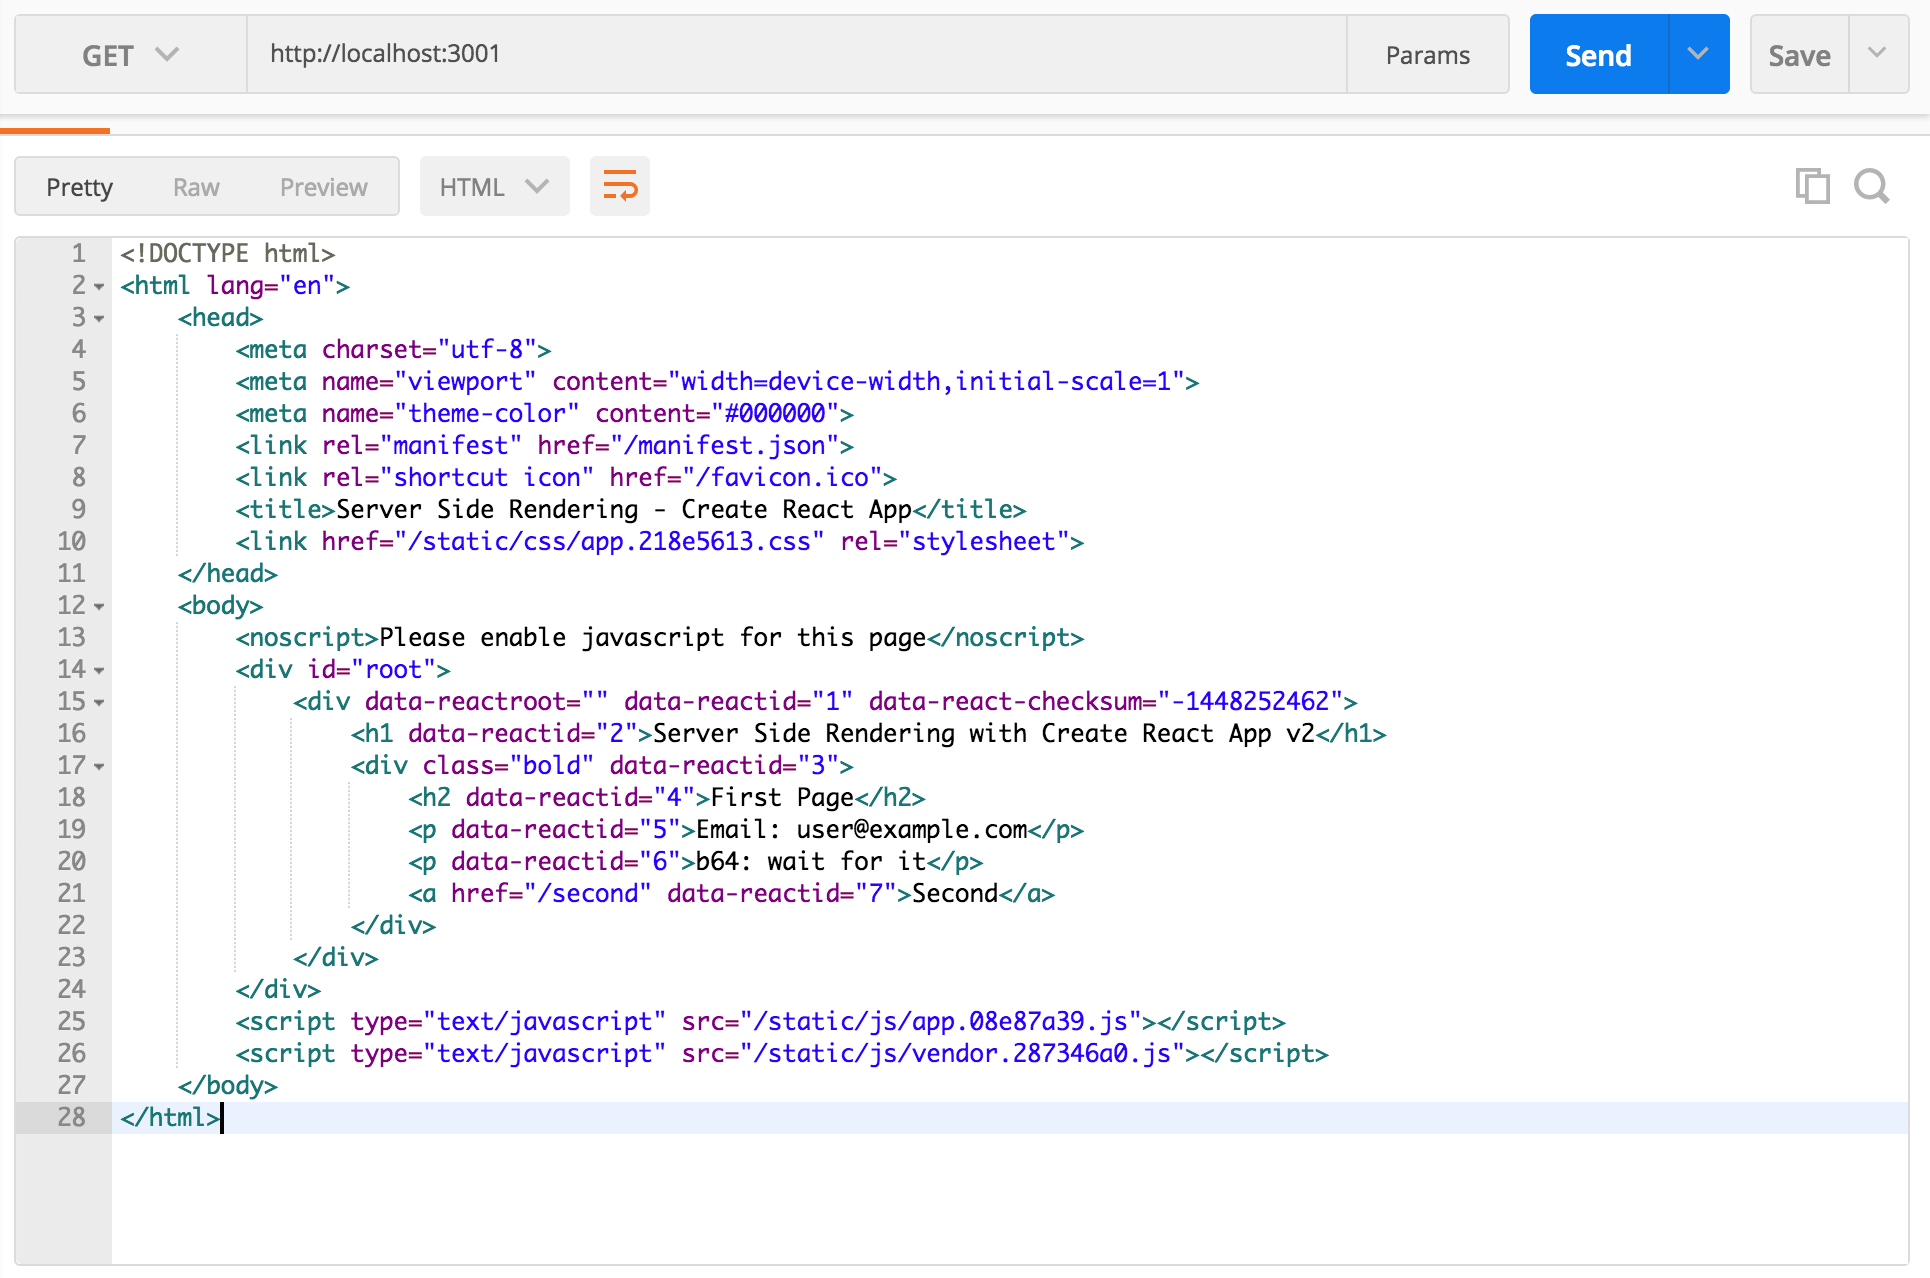 GET http://localhost:3001 Params Send Save
Pretty Raw Preview HTML
1 <!DOCTYPE html>
2 <html lang="en">
3 <head>
4 <meta charset="utf-8">
5 <meta name="viewport" content="width=device-width,initial-scale=1">
6 <meta name="theme-color" content="#000000">
7 <link rel="manifest" href="/manifest.json">
8 <link rel="shortcut icon" href="/favicon.ico">
9 <title>Server Side Rendering - Create React App</title>
10 <link href="/static/css/app.218e5613.css" rel="stylesheet">
11 </head>
12 <body>
13 <noscript>Please enable javascript for this page</noscript>
14 <div id="root">
15 <div data-reactroot="" data-reactid="1" data-react-checksum="-1448252462">
16 <h1 data-reactid="2">Server Side Rendering with Create React App v2</h1>
17 <div class="bold" data-reactid="3">
18 <h2 data-reactid="4">First Page</h2>
19 <p data-reactid="5">Email: user@example.com</p>
20 <p data-reactid="6">b64: wait for it</p>
21 <a href="/second" data-reactid="7">Second</a>
22 </div>
23 </div>
24 </div>
25 <script type="text/javascript" src="/static/js/app.08e87a39.js"></script>
26 <script type="text/javascript" src="/static/js/vendor.287346a0.js"></script>
27 </body>
28 </html>